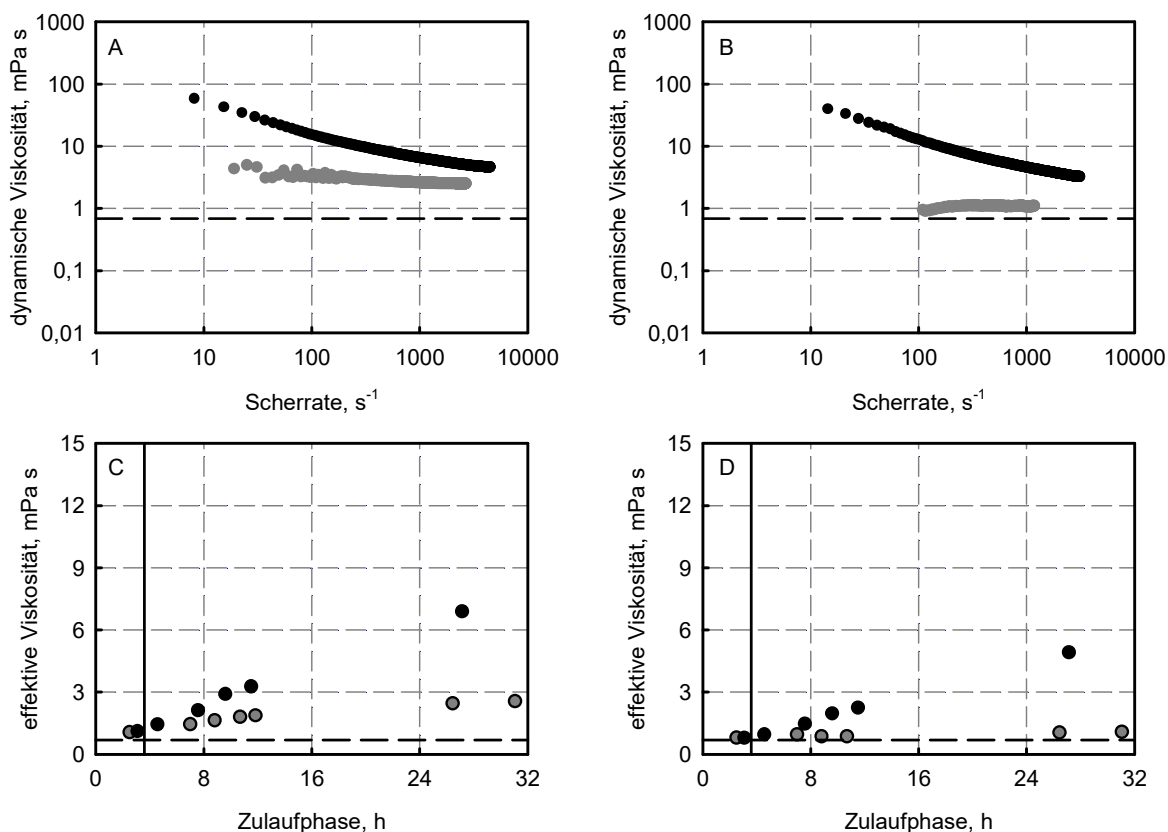 A
dynamische Viskosität, mPa s
1000
100
10
1
0,1
0,01
1 10 100 1000 10000
Scherrate, s⁻¹
B
dynamische Viskosität, mPa s
1000
100
10
1
0,1
0,01
1 10 100 1000 10000
Scherrate, s⁻¹
C
effektive Viskosität, mPa s
15
12
9
6
3
0
0 8 16 24 32
Zulaufphase, h
D
effektive Viskosität, mPa s
15
12
9
6
3
0
0 8 16 24 32
Zulaufphase, h